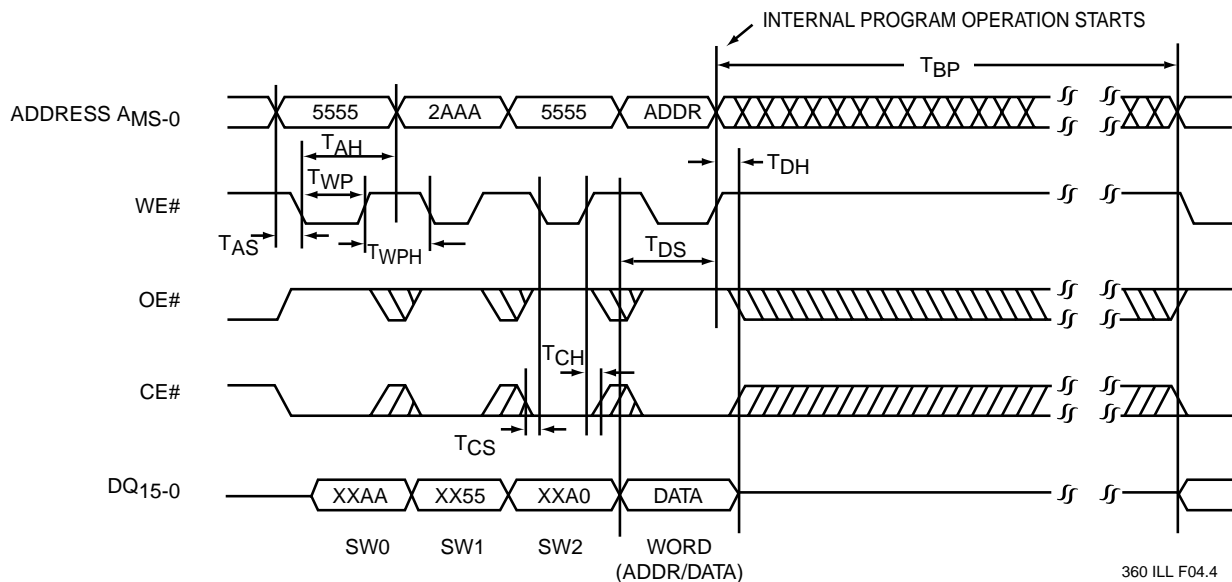 INTERNAL PROGRAM OPERATION STARTS
TBP
ADDRESS AMS-0
5555
2AAA
5555
ADDR
TAH
TDH
TWP
WE#
TAS
TWPH
TDS
OE#
TCH
CE#
TCS
DQ15-0
XXAA
XX55
XXA0
DATA
SW0
SW1
SW2
WORD
(ADDR/DATA)
360 ILL F04.4